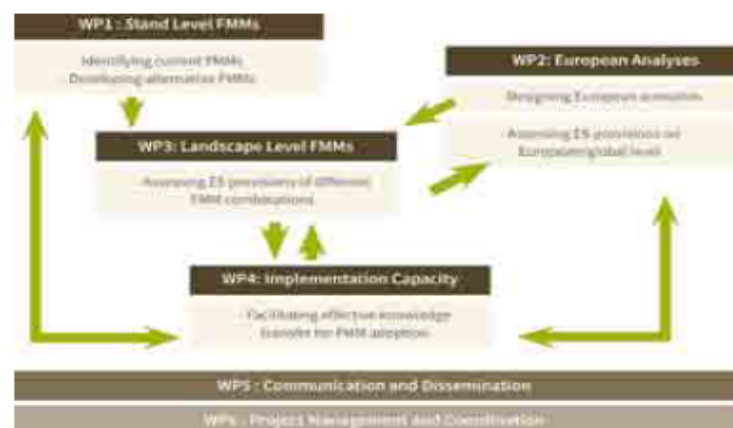 WP1 : Stand Level FMMs
Identifying current FMMs
Developing alternative FMMs
WP2: European Analyses
Designing European scenarios
Assessing ES provisions on
European/global level
WP3: Landscape Level FMMs
Assessing ES provisions of different
FMM combinations
WP4: Implementation Capacity
- Facilitating effective knowledge
transfer for FMM adoption
WP5 : Communication and Dissemination
WP6 : Project Management and Coordination